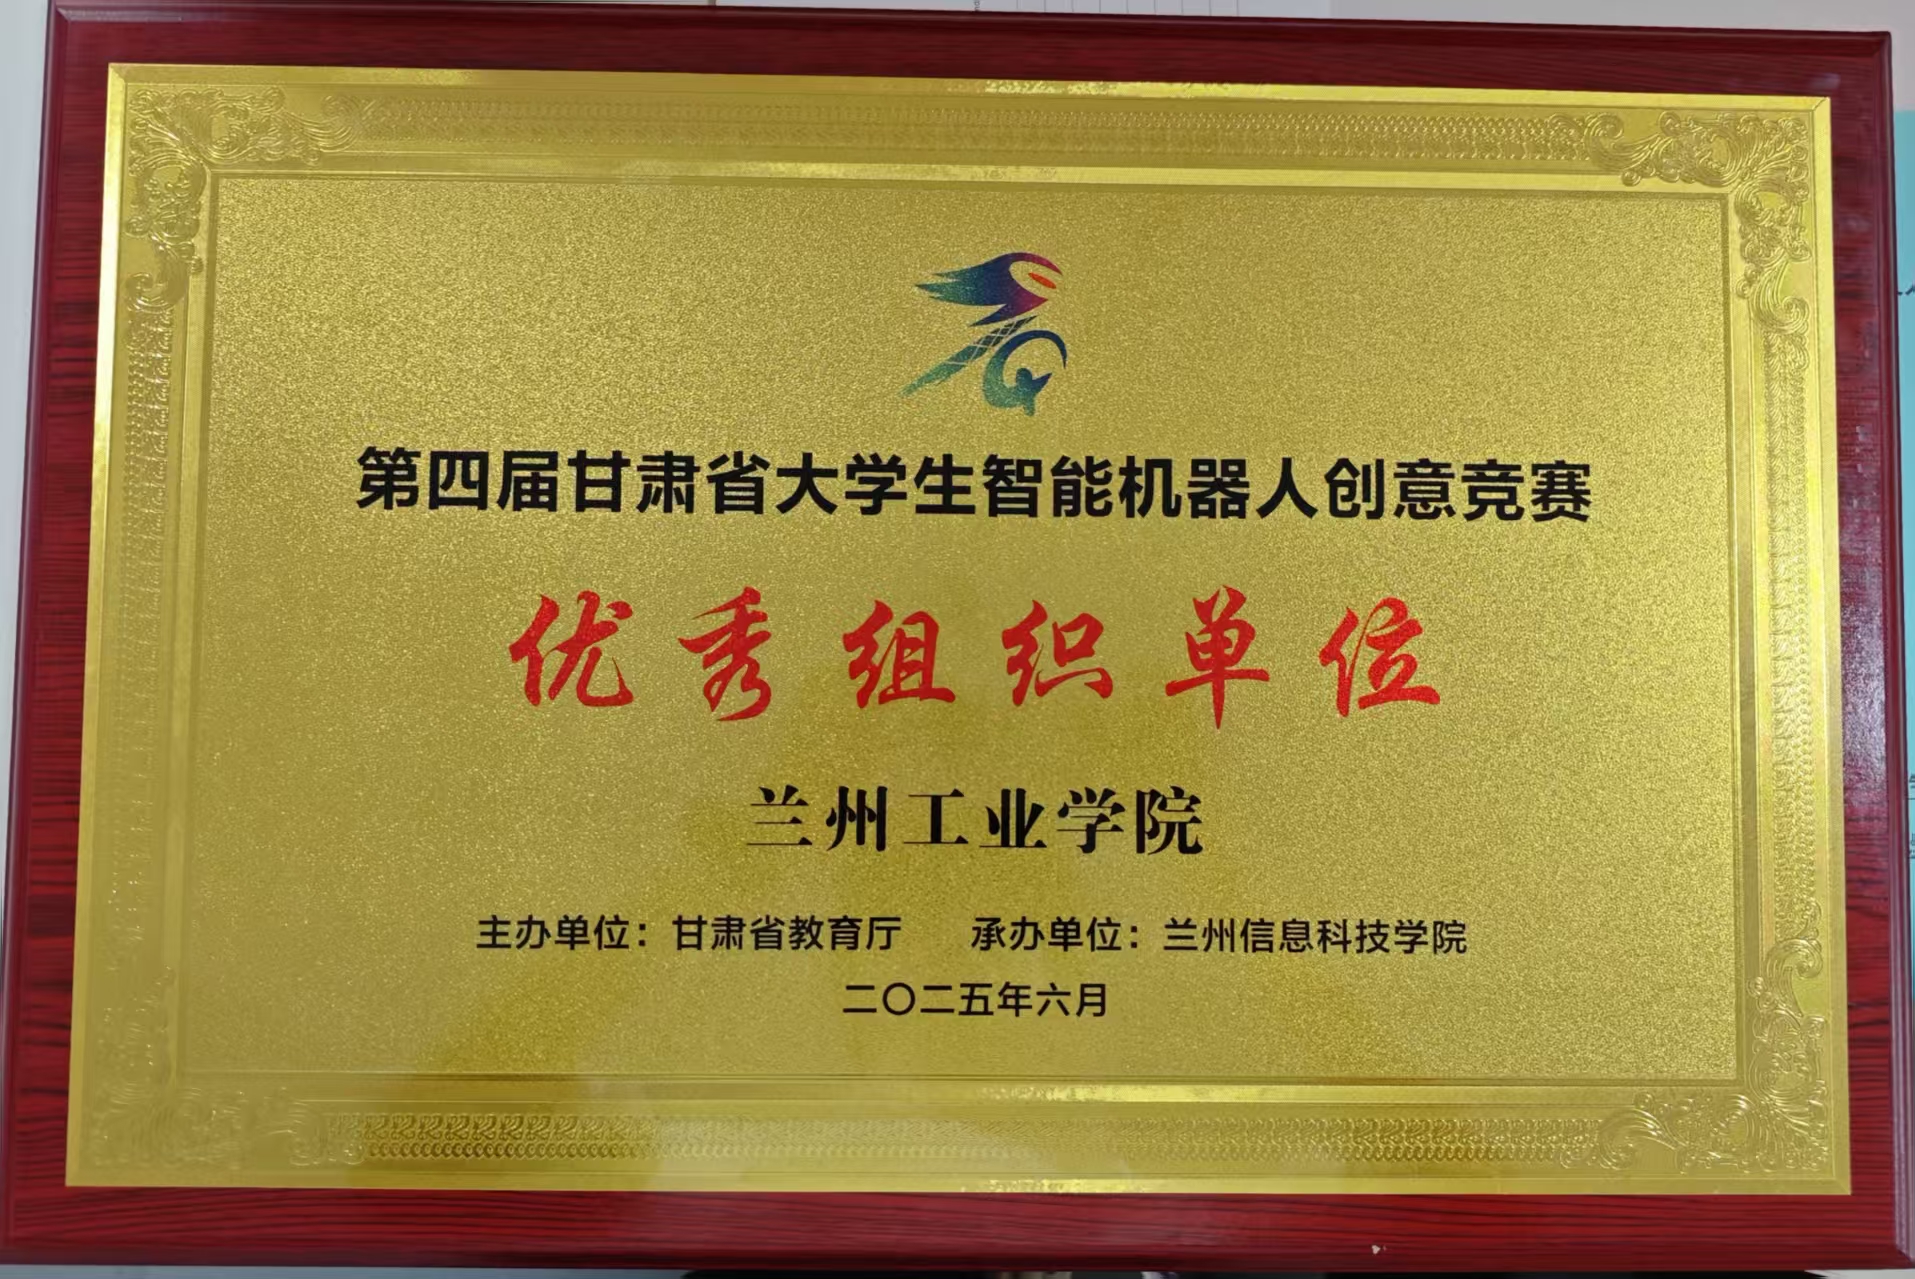 第四届甘肃省大学生智能机器人创意竞赛
优秀组织单位
兰州工业学院
主办单位：甘肃省教育厅 承办单位：兰州信息科技学院
二〇二五年六月